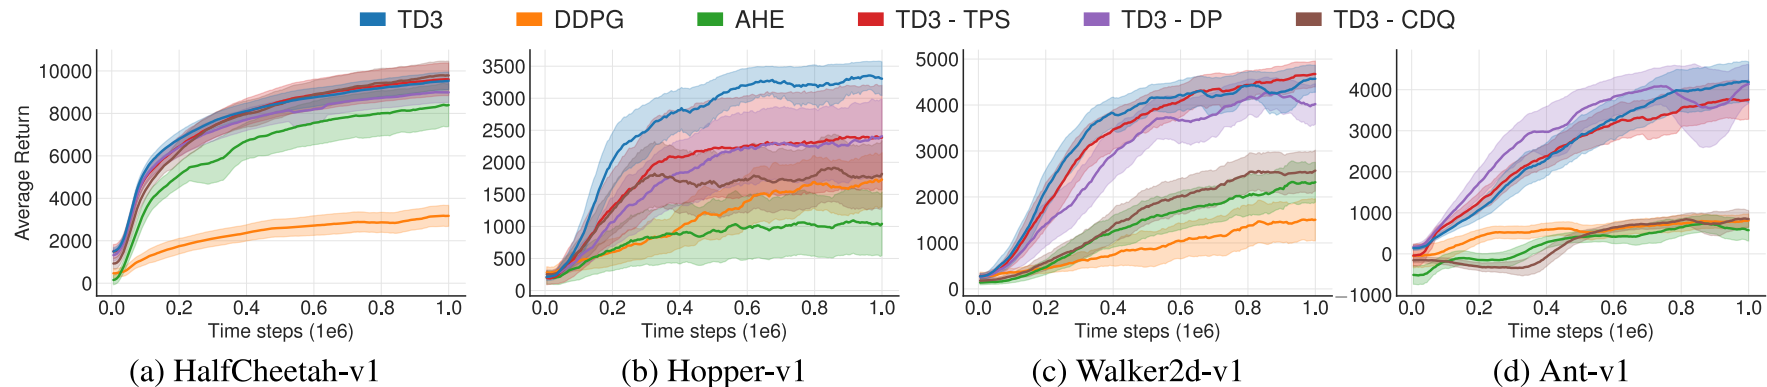 TD3 DDPG AHE TD3 - TPS TD3 - DP TD3 - CDQ
Average Return
10000
8000
6000
4000
2000
0
0.0 0.2 0.4 0.6 0.8 1.0
Time steps (1e6)
(a) HalfCheetah-v1
3500
3000
2500
2000
1500
1000
500
0
0.0 0.2 0.4 0.6 0.8 1.0
Time steps (1e6)
(b) Hopper-v1
5000
4000
3000
2000
1000
0
0.0 0.2 0.4 0.6 0.8 1.0
Time steps (1e6)
(c) Walker2d-v1
4000
3000
2000
1000
0
−1000
0.0 0.2 0.4 0.6 0.8 1.0
Time steps (1e6)
(d) Ant-v1